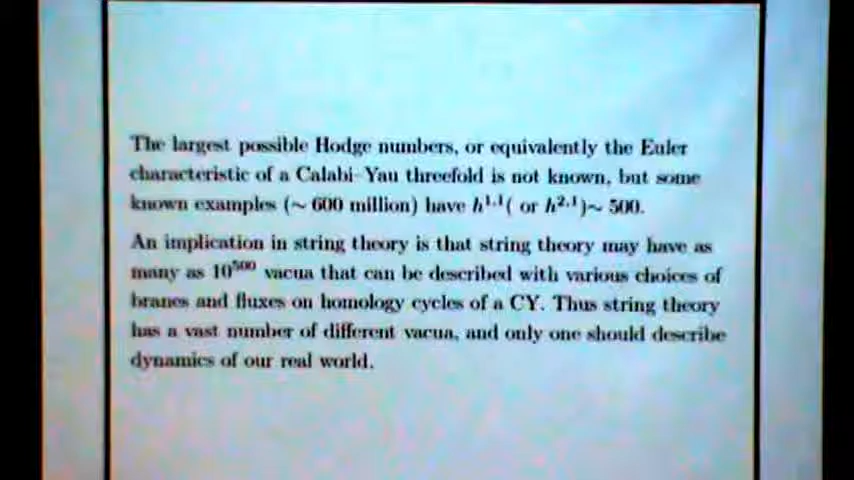 The largest possible Hodge numbers, or equivalently the Euler
characteristic of a Calabi–Yau threefold is not known, but some
known examples (∼ 600 million) have h¹·¹( or h²·¹)∼ 500.
An implication in string theory is that string theory may have as
many as 10⁵⁰⁰ vacua that can be described with various choices of
branes and fluxes on homology cycles of a CY. Thus string theory
has a vast number of different vacua, and only one should describe
dynamics of our real world.